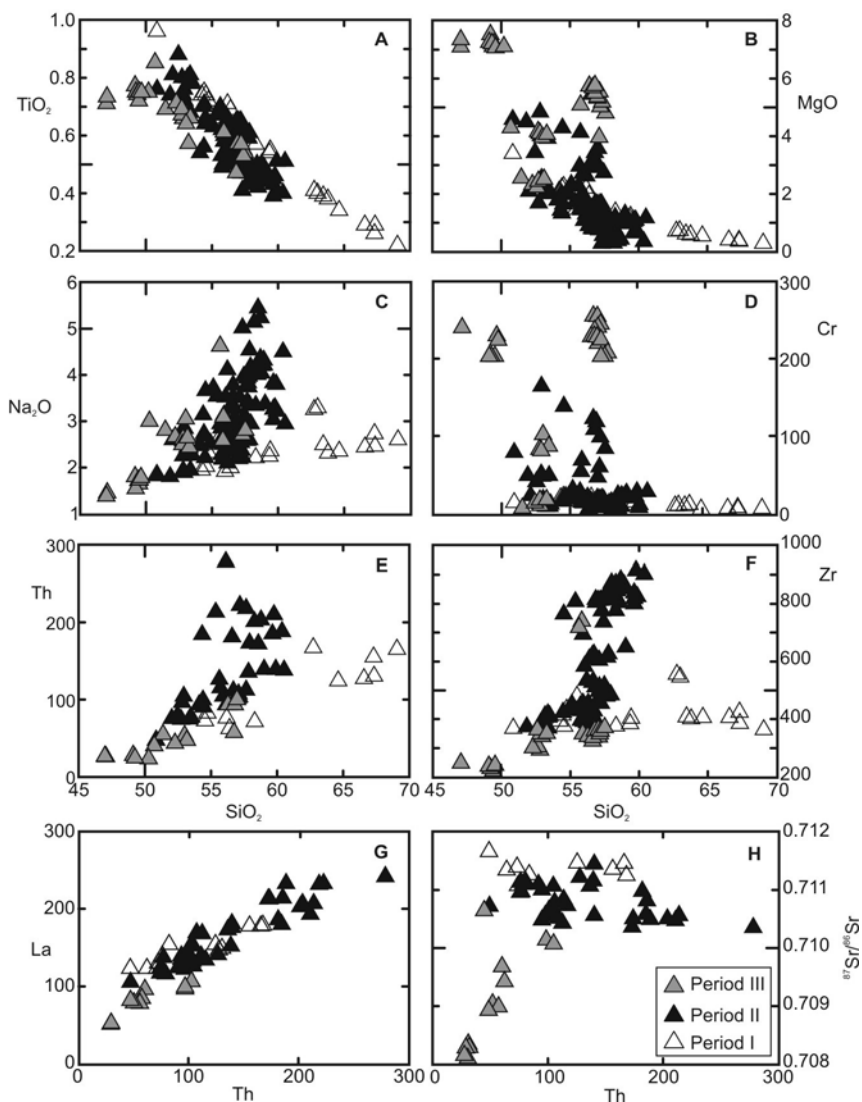 1.0
0.8
TiO2
0.6
0.4
0.2
A
B
8
6
MgO
4
2
0
6
5
4
Na2O
3
2
1
C
D
300
Cr
200
100
0
300
Th
200
100
0
E
45 50 55 60 65 70
SiO2
F
1000
Zr
800
600
400
200
45 50 55 60 65 70
SiO2
300
200
La
100
0
G
0 100 200 300
Th
H
0.712
0.711
0.710
87Sr/86Sr
0.709
0.708
Period III
Period II
Period I
0 100 200 300
Th